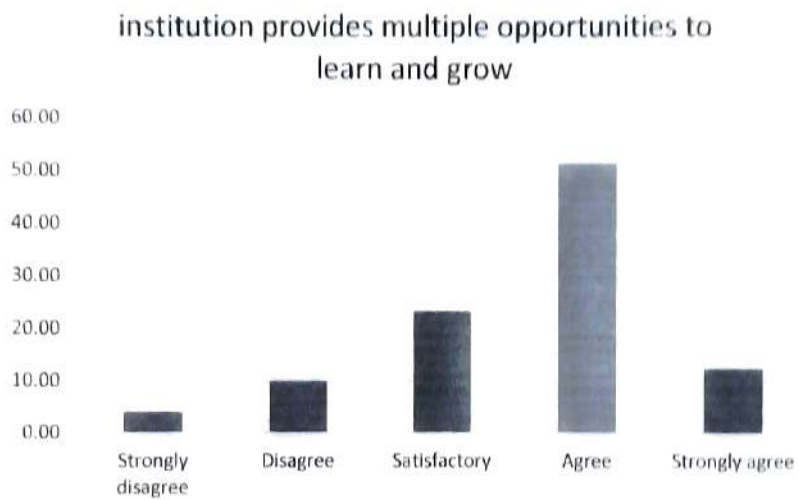 institution provides multiple opportunities to
learn and grow
60.00
50.00
40.00
30.00
20.00
10.00
0.00
Strongly
disagree
Disagree
Satisfactory
Agree
Strongly agree